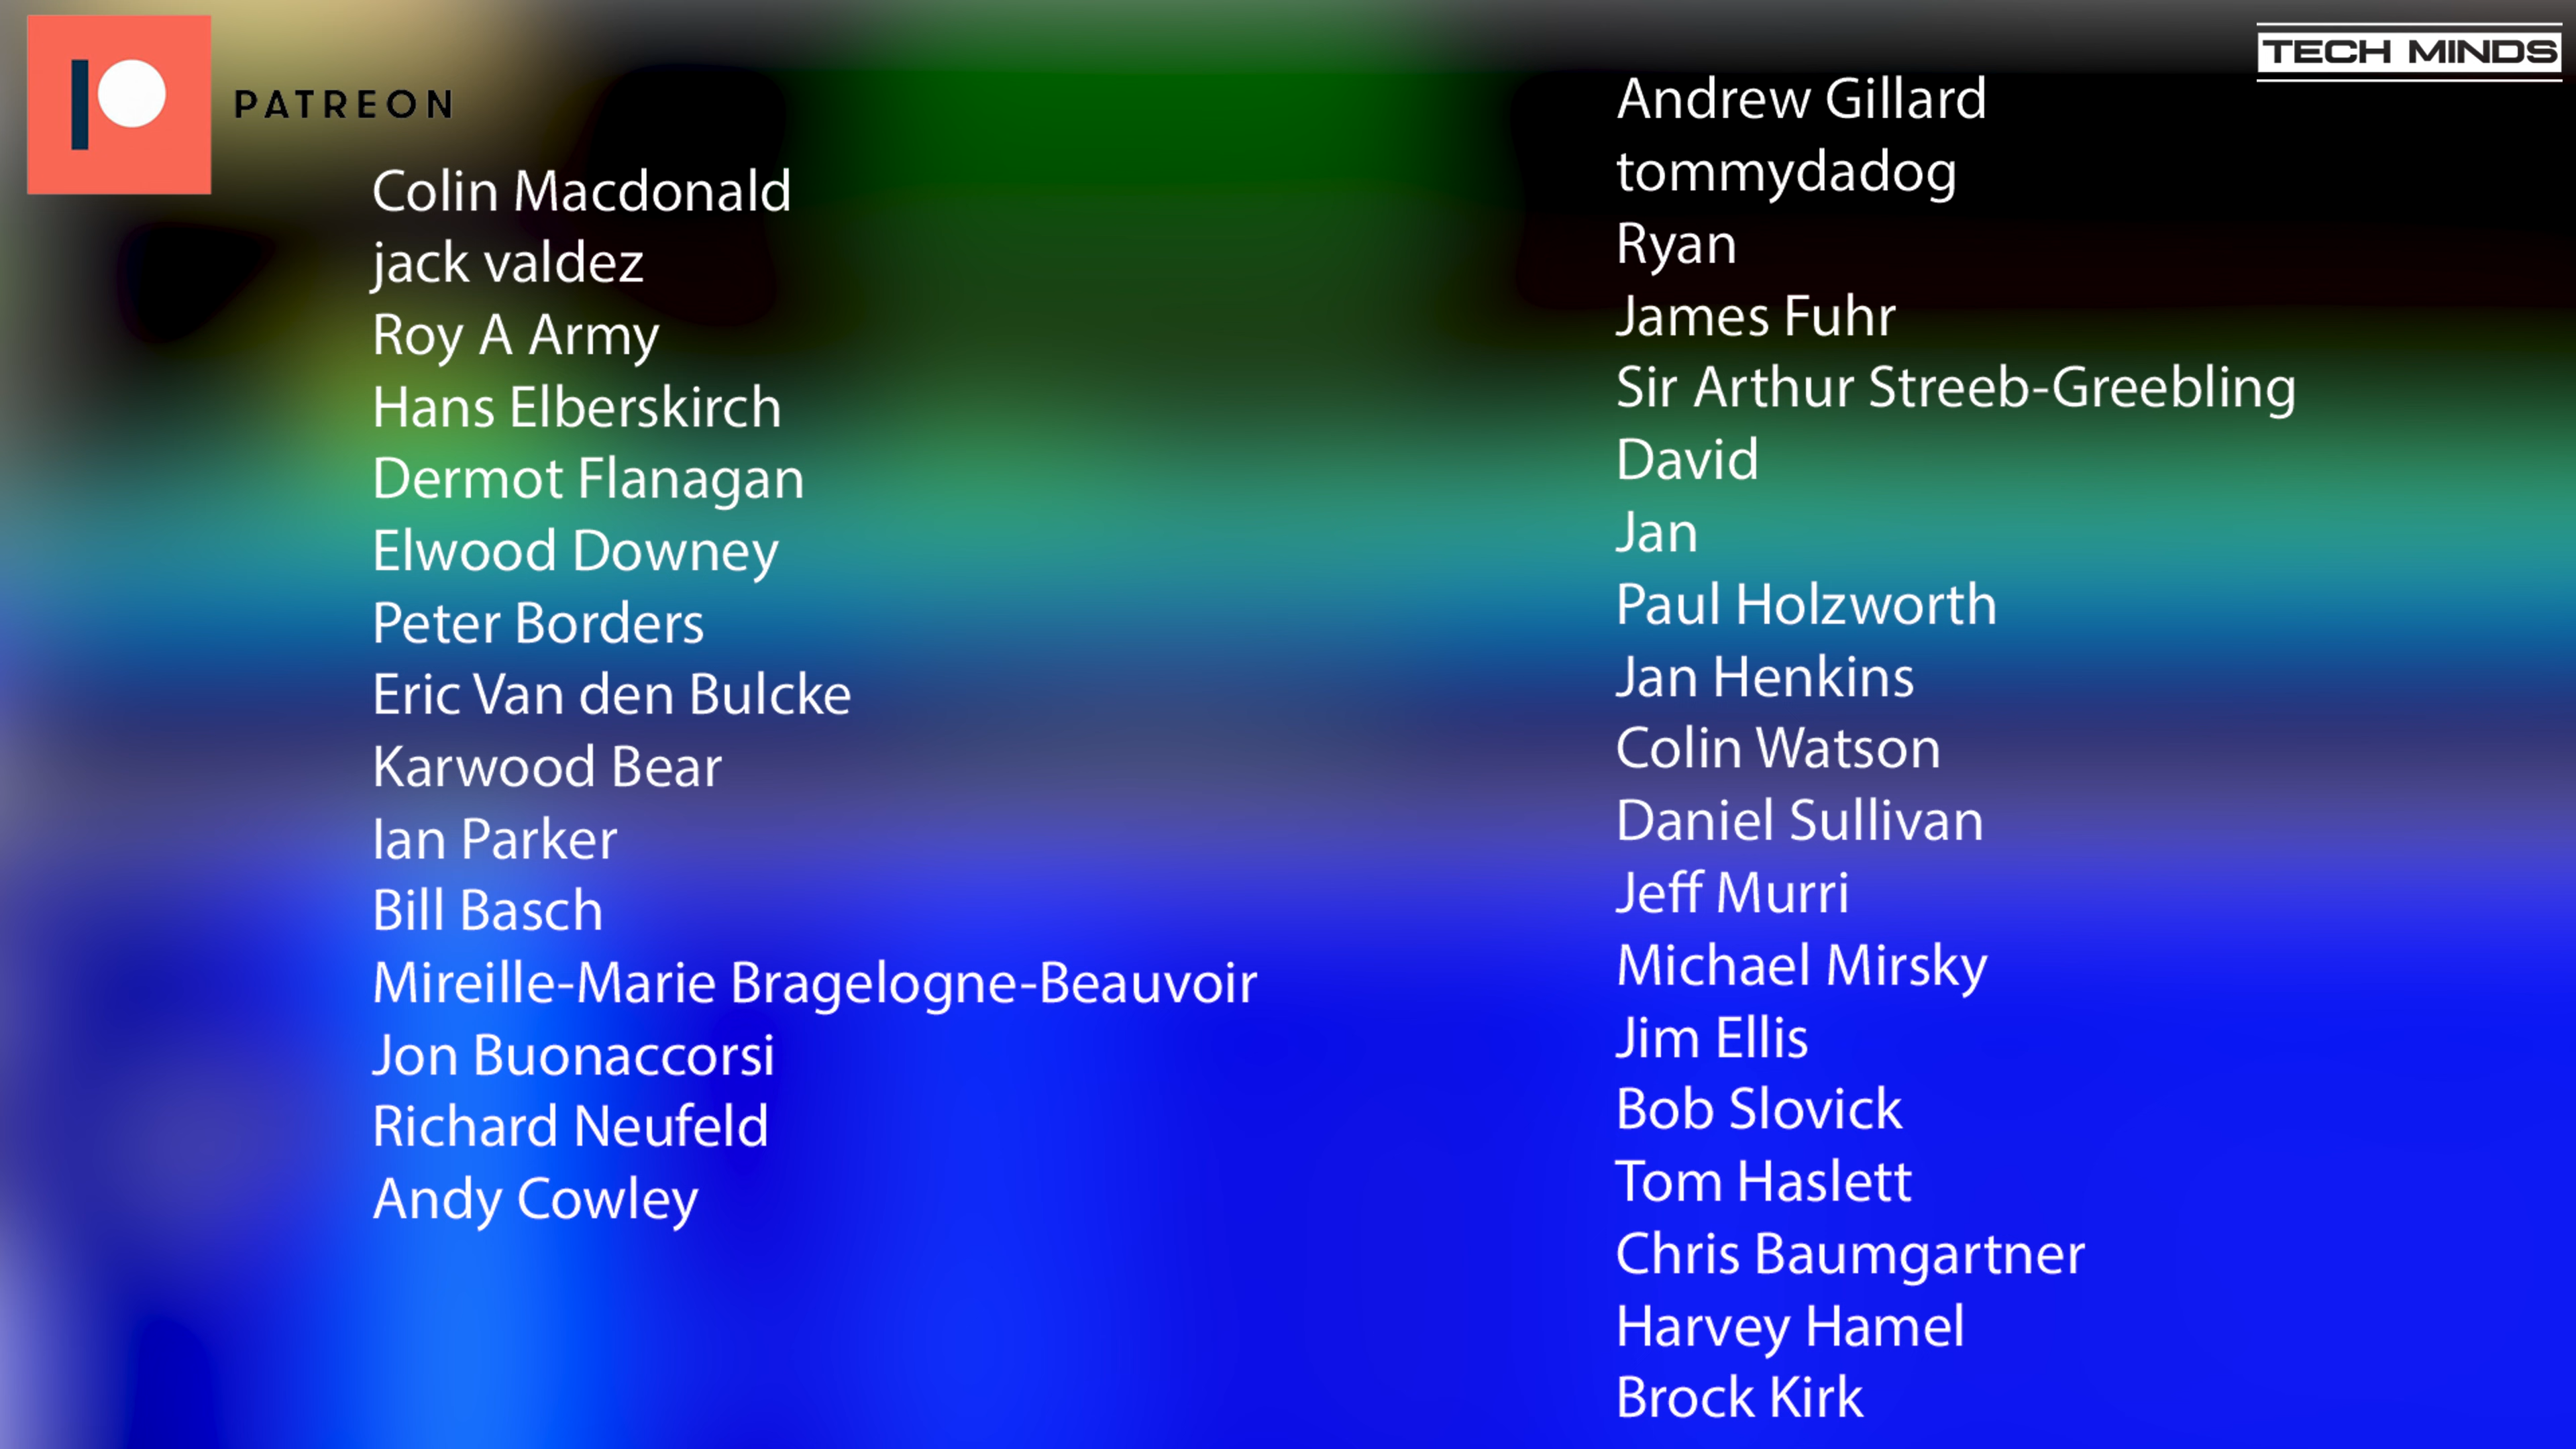 PATREON
TECH MINDS
Colin Macdonald
jack valdez
Roy A Army
Hans Elberskirch
Dermot Flanagan
Elwood Downey
Peter Borders
Eric Van den Bulcke
Karwood Bear
Ian Parker
Bill Basch
Mireille-Marie Bragelogne-Beauvoir
Jon Buonaccorsi
Richard Neufeld
Andy Cowley
Andrew Gillard
tommydadog
Ryan
James Fuhr
Sir Arthur Streeb-Greebling
David
Jan
Paul Holzworth
Jan Henkins
Colin Watson
Daniel Sullivan
Jeff Murri
Michael Mirsky
Jim Ellis
Bob Slovick
Tom Haslett
Chris Baumgartner
Harvey Hamel
Brock Kirk